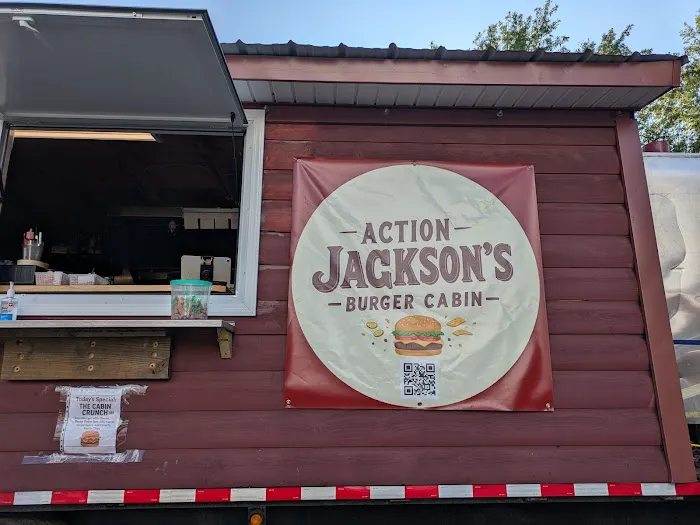 ACTION
JACKSON'S
BURGER CABIN
Today's Special:
THE CABIN
CRUNCH